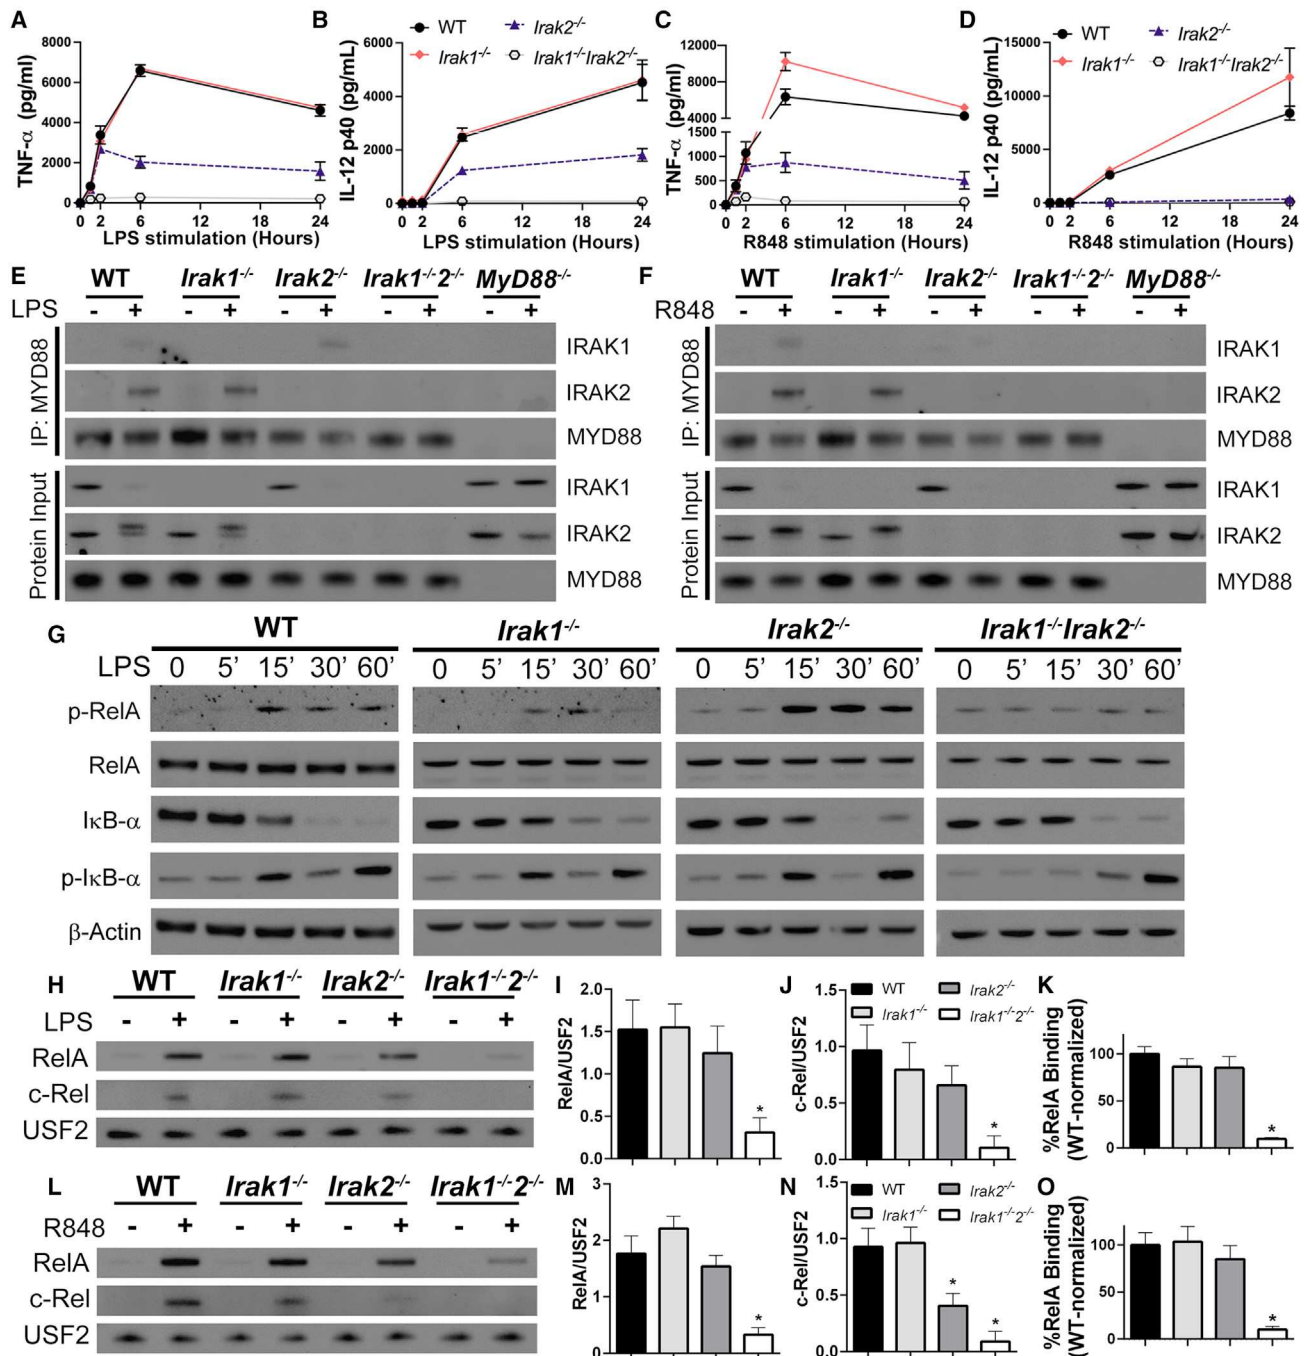 A
TNF-α (pg/ml)
8000
6000
4000
2000
0
0 2 6 12 18 24
LPS stimulation (Hours)
B
WT
Irak2-/-
Irak1-/-
Irak1-/-Irak2-/-
IL-12 p40 (pg/mL)
6000
4000
2000
0
0 2 6 12 18 24
LPS stimulation (Hours)
C
TNF-α (pg/ml)
12000
8000
4000
1500
1000
500
0
0 2 6 12 18 24
R848 stimulation (Hours)
D
WT
Irak2-/-
Irak1-/-
Irak1-/-Irak2-/-
IL-12 p40 (pg/mL)
15000
10000
5000
0
0 2 6 12 18 24
R848 stimulation (Hours)
E
WT Irak1-/- Irak2-/- Irak1-/-2-/- MyD88-/-
LPS - + - + - + - + - +
IP: MYD88
IRAK1
IRAK2
MYD88
Protein Input
IRAK1
IRAK2
MYD88
F
WT Irak1-/- Irak2-/- Irak1-/-2-/- MyD88-/-
R848 - + - + - + - + - +
IP: MYD88
IRAK1
IRAK2
MYD88
Protein Input
IRAK1
IRAK2
MYD88
G
WT Irak1-/- Irak2-/- Irak1-/-Irak2-/-
LPS 0 5' 15' 30' 60' 0 5' 15' 30' 60' 0 5' 15' 30' 60' 0 5' 15' 30' 60'
p-RelA
RelA
IκB-α
p-IκB-α
β-Actin
H
WT Irak1-/- Irak2-/- Irak1-/-2-/-
LPS - + - + - + - +
RelA
c-Rel
USF2
I
RelA/USF2
2.0
1.5
1.0
0.5
0.0
*
J
WT
Irak2-/-
Irak1-/-
Irak1-/-2-/-
c-Rel/USF2
1.5
1.0
0.5
0.0
*
K
%RelA Binding
(WT-normalized)
100
50
0
*
L
WT Irak1-/- Irak2-/- Irak1-/-2-/-
R848 - + - + - + - +
RelA
c-Rel
USF2
M
RelA/USF2
3
2
1
0
*
N
WT
Irak2-/-
Irak1-/-
Irak1-/-2-/-
c-Rel/USF2
1.5
1.0
0.5
0.0
*
*
O
%RelA Binding
(WT-normalized)
100
50
0
*